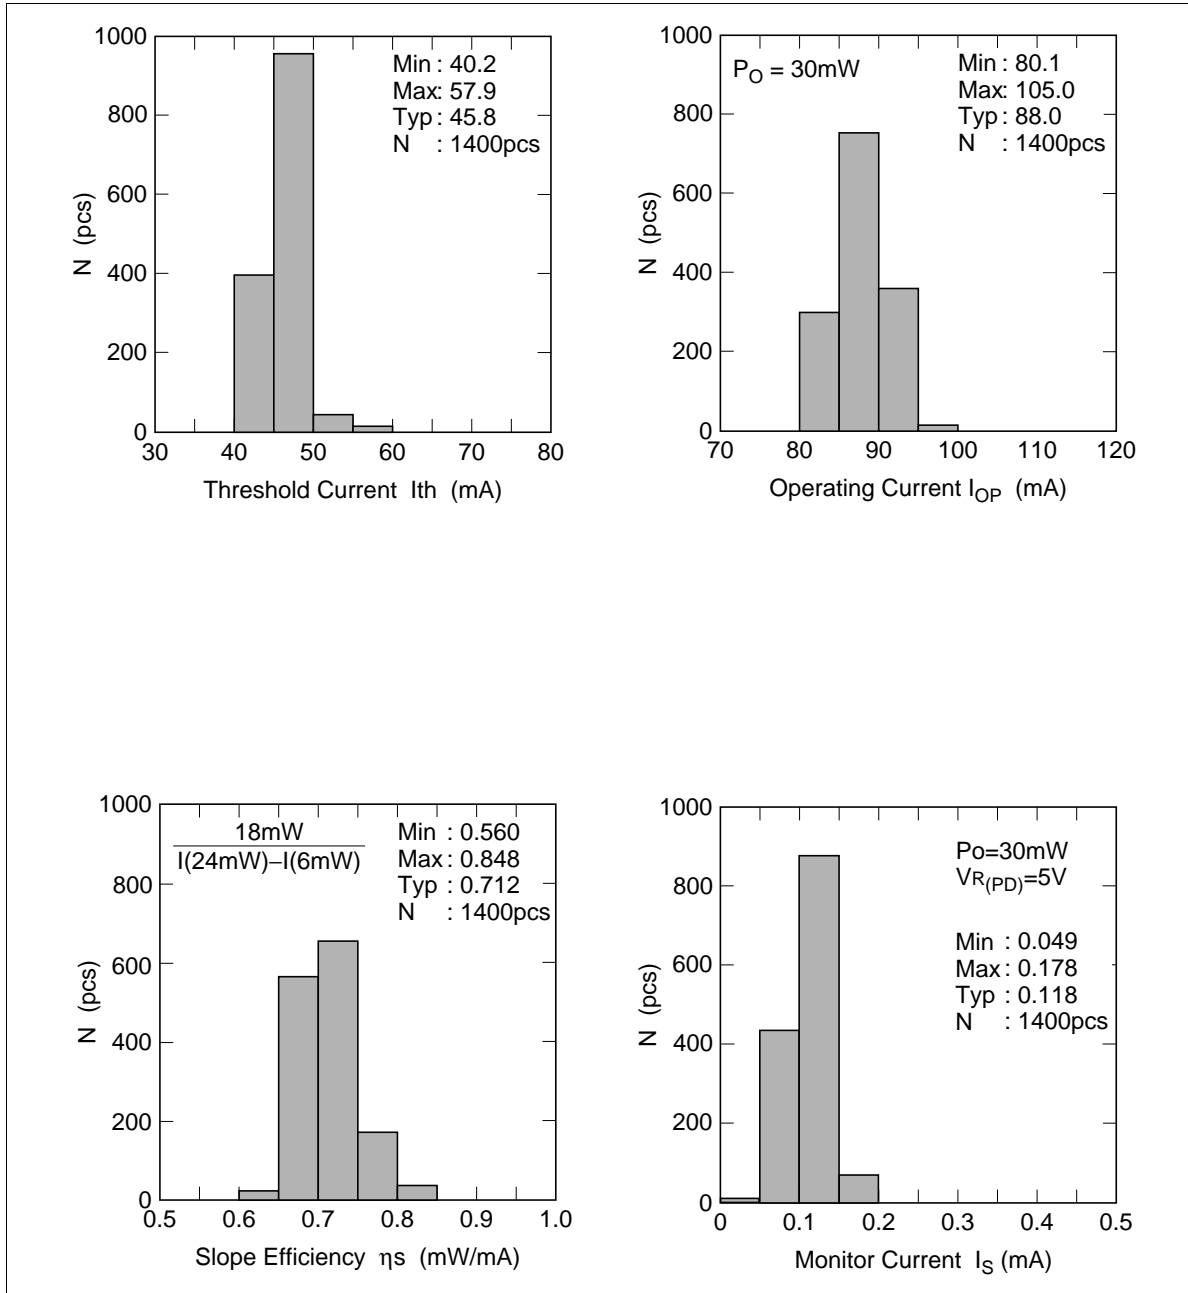 1000
800
600
400
200
0
N (pcs)
Min : 40.2
Max: 57.9
Typ : 45.8
N : 1400pcs
30 40 50 60 70 80
Threshold Current Ith (mA)
1000
800
600
400
200
0
N (pcs)
PO = 30mW
Min : 80.1
Max: 105.0
Typ : 88.0
N : 1400pcs
70 80 90 100 110 120
Operating Current IOP (mA)
1000
800
600
400
200
0
N (pcs)
18mW
I(24mW)−I(6mW)
Min : 0.560
Max : 0.848
Typ : 0.712
N : 1400pcs
0.5 0.6 0.7 0.8 0.9 1.0
Slope Efficiency ηs (mW/mA)
1000
800
600
400
200
0
N (pcs)
Po=30mW
VR(PD)=5V
Min : 0.049
Max : 0.178
Typ : 0.118
N : 1400pcs
0 0.1 0.2 0.3 0.4 0.5
Monitor Current IS (mA)